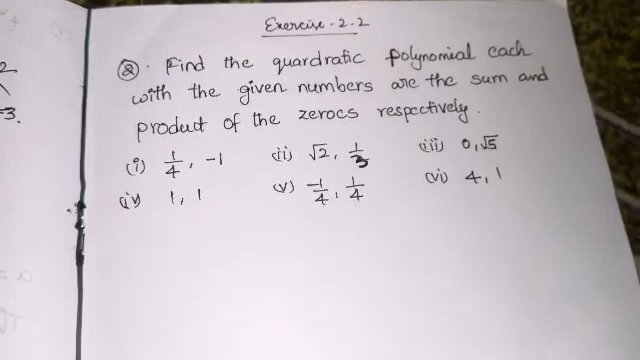 Exercise - 2.2
②. Find the quardratic polynomial each
with the given numbers are the sum and
product of the zeroes respectively.
(i) 1/4, -1 (ii) √2, 1/3 (iii) 0, √5
(iv) 1, 1 (v) -1/4, 1/4 (vi) 4, 1